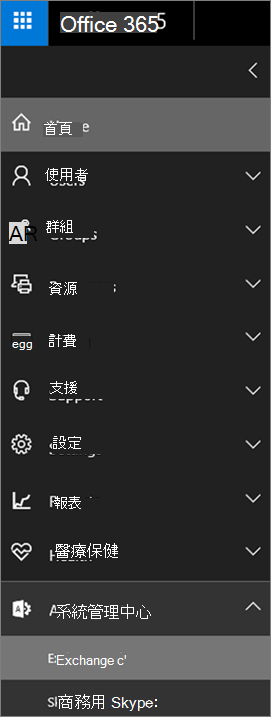 Office 365
首頁
使用者
群組
資源
計費
支援
設定
報表
醫療保健
系統管理中心
Exchange c'
商務用 Skype: